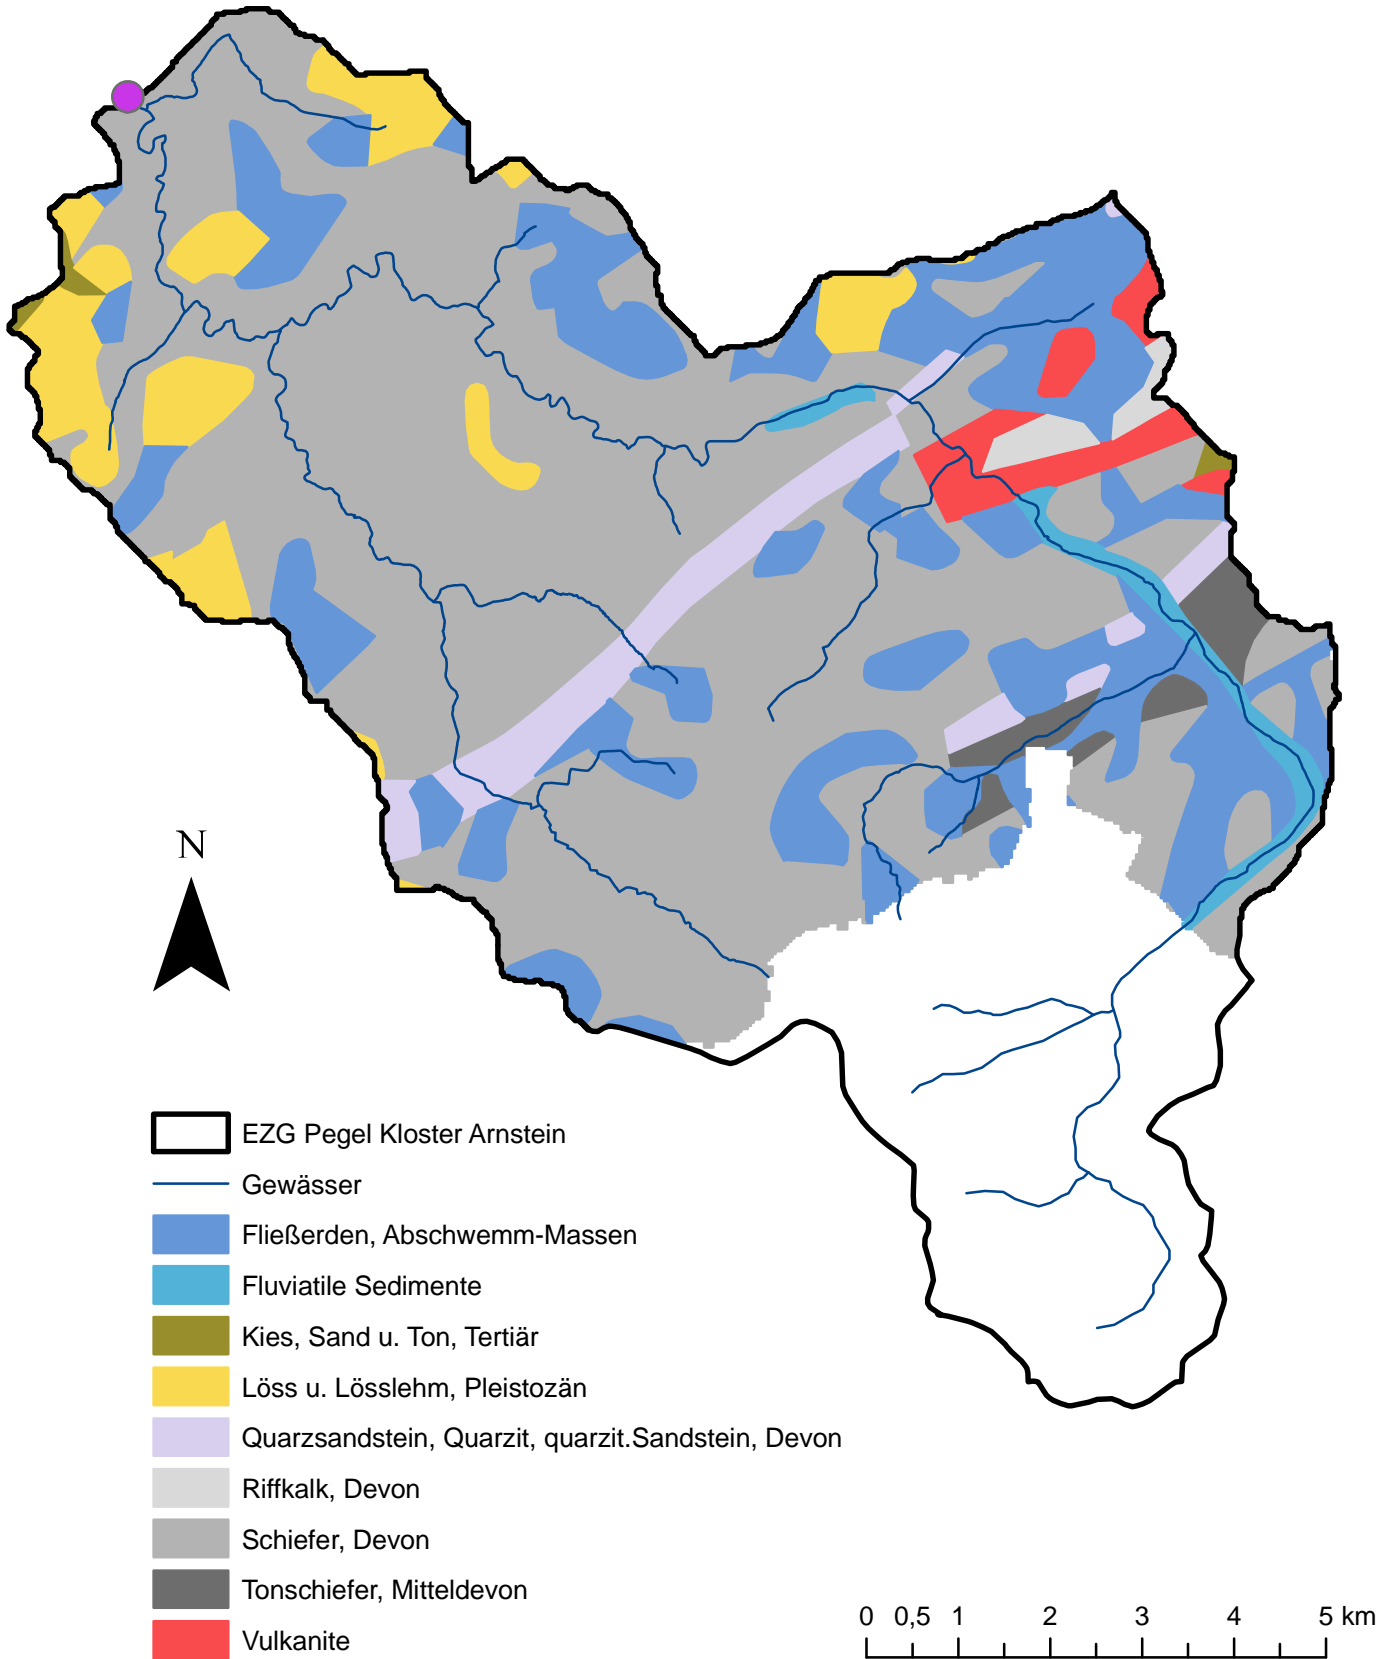 N
EZG Pegel Kloster Arnstein
Gewässer
Fließerden, Abschwemm-Massen
Fluviatile Sedimente
Kies, Sand u. Ton, Tertiär
Löss u. Lösslehm, Pleistozän
Quarzsandstein, Quarzit, quarzit.Sandstein, Devon
Riffkalk, Devon
Schiefer, Devon
Tonschiefer, Mitteldevon
Vulkanite
0 0,5 1 2 3 4 5 km